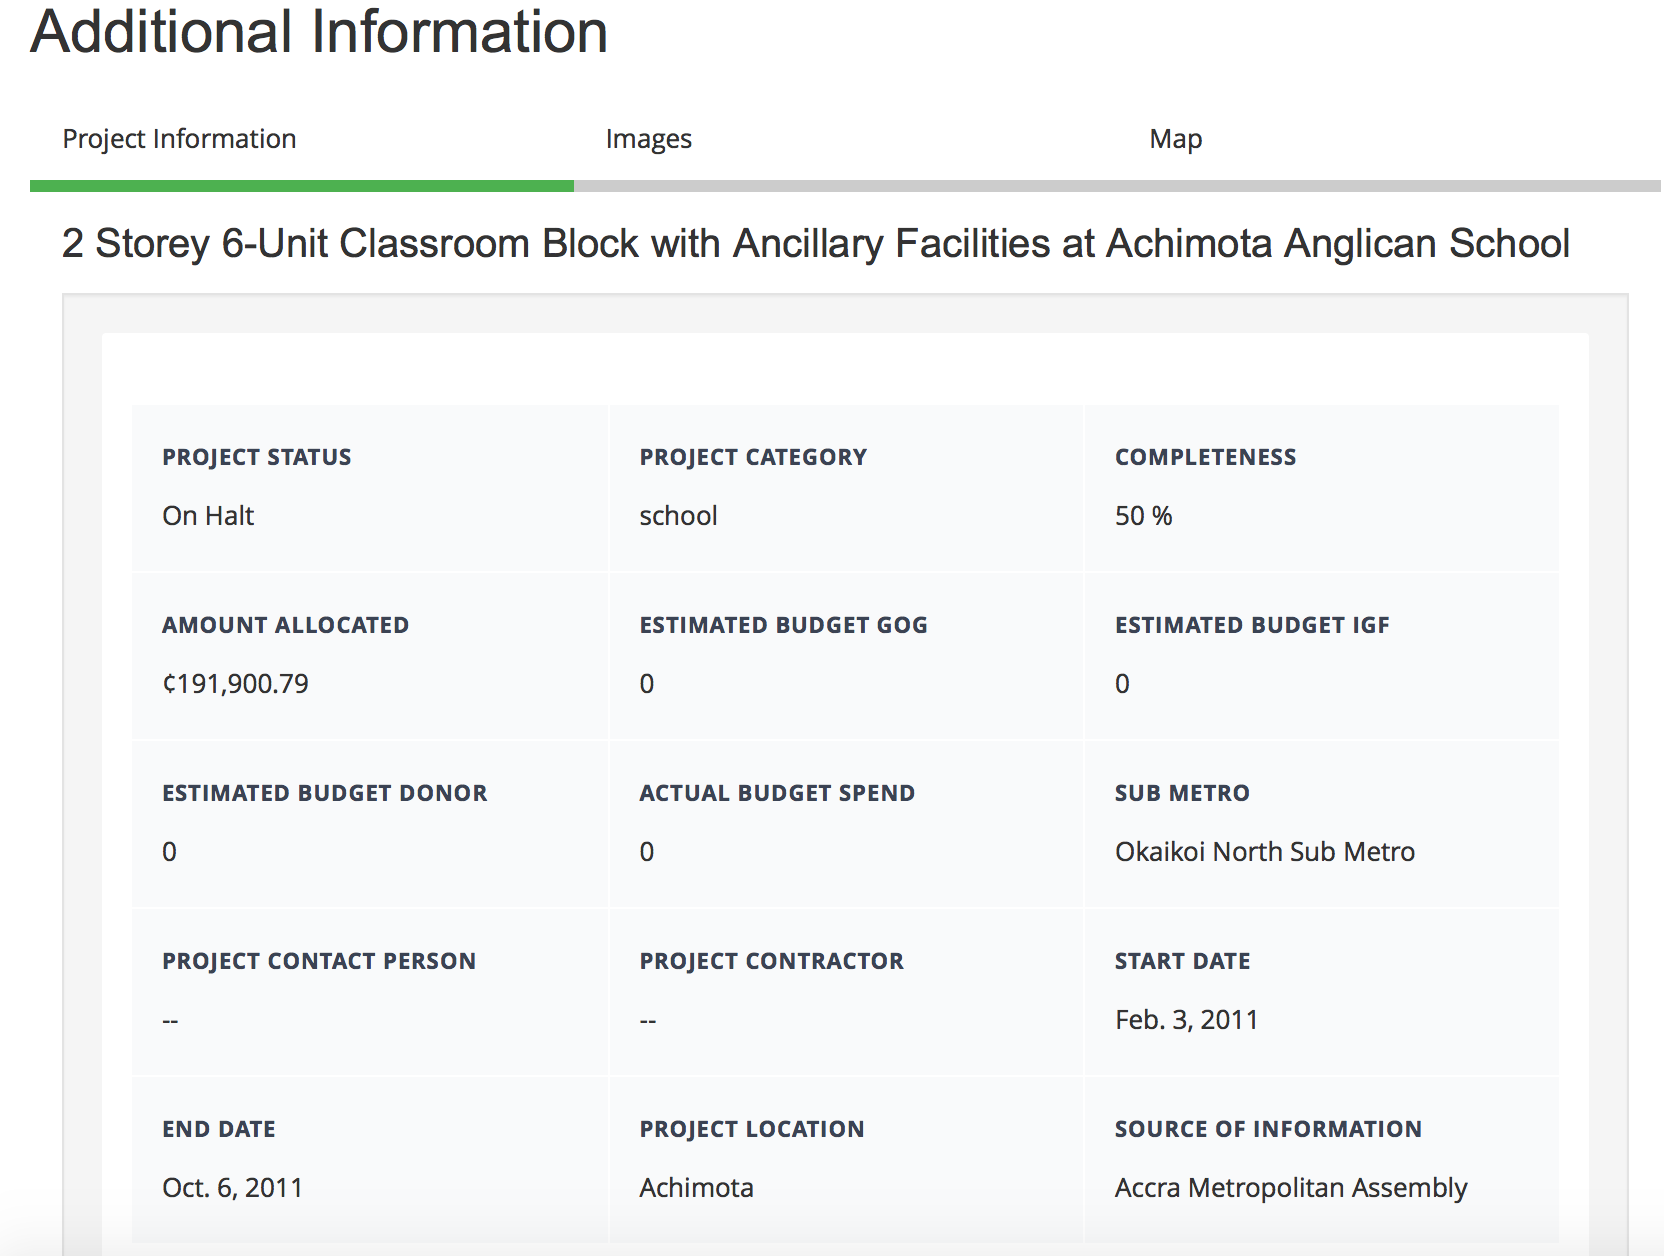 Additional Information
Project Information
Images
Map
2 Storey 6-Unit Classroom Block with Ancillary Facilities at Achimota Anglican School
PROJECT STATUS
On Halt
PROJECT CATEGORY
school
COMPLETENESS
50 %
AMOUNT ALLOCATED
¢191,900.79
ESTIMATED BUDGET GOG
0
ESTIMATED BUDGET IGF
0
ESTIMATED BUDGET DONOR
0
ACTUAL BUDGET SPEND
0
SUB METRO
Okaikoi North Sub Metro
PROJECT CONTACT PERSON
--
PROJECT CONTRACTOR
--
START DATE
Feb. 3, 2011
END DATE
Oct. 6, 2011
PROJECT LOCATION
Achimota
SOURCE OF INFORMATION
Accra Metropolitan Assembly